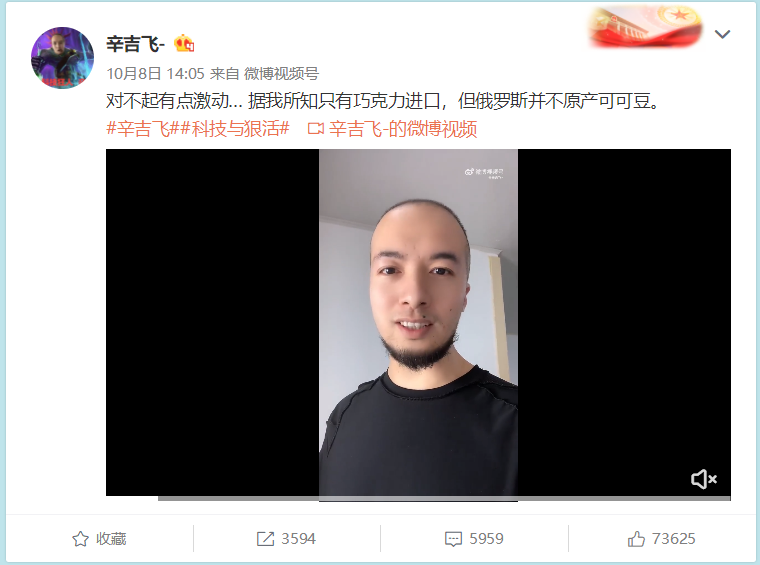 辛吉飞-
10月8日 14:05 来自 微博视频号
对不起有点激动... 据我所知只有巧克力进口，但俄罗斯并不原产可可豆。
#辛吉飞##科技与狠活# 辛吉飞-的微博视频
收藏
3594
5959
73625